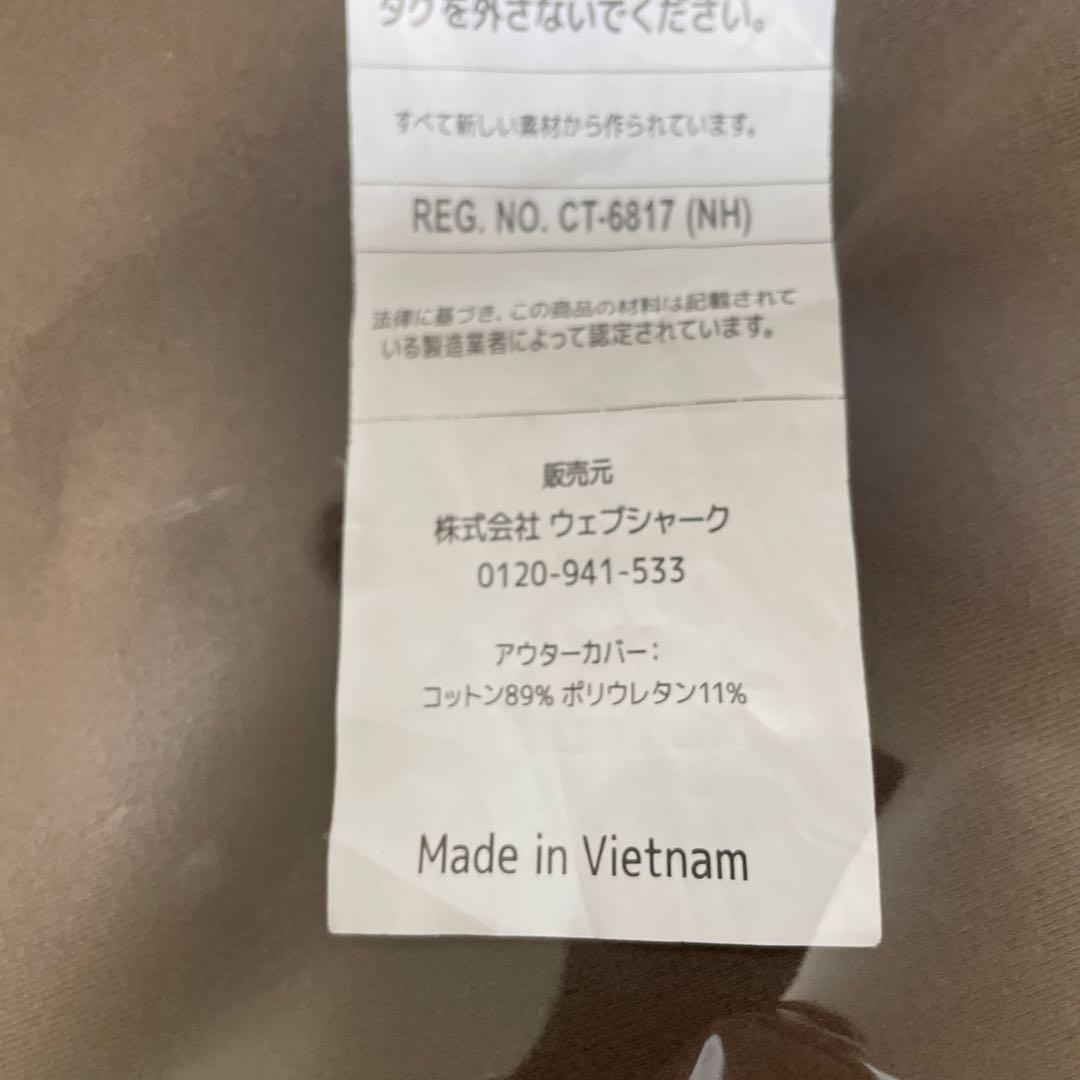 タグを外さないでください。
すべて新しい素材から作られています。
REG. NO. CT-6817 (NH)
法律に基づき、この商品の材料は記載されて
いる製造業者によって認定されています。
販売元
株式会社 ウェブシャーク
0120-941-533
アウターカバー：
コットン89% ポリウレタン11%
Made in Vietnam